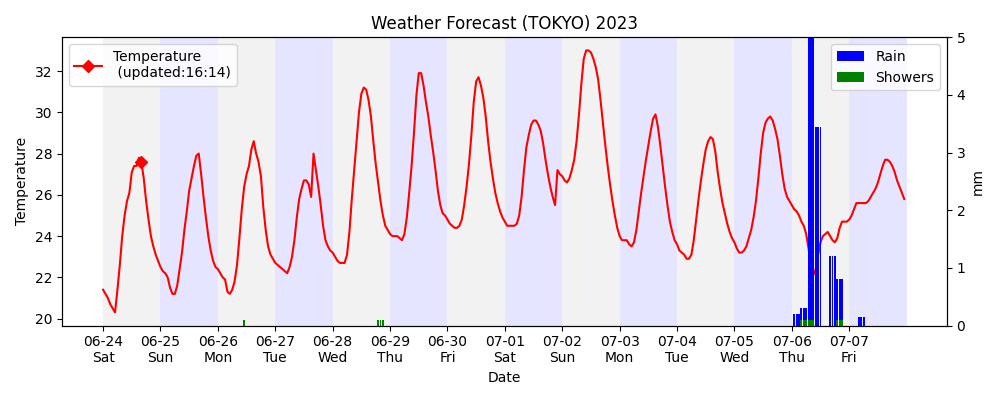 Weather Forecast (TOKYO) 2023
Temperature
(updated:16:14)
Rain
Showers
Temperature
32
30
28
26
24
22
20
5
4
3
2
1
0
mm
06-24 06-25 06-26 06-27 06-28 06-29 06-30 07-01 07-02 07-03 07-04 07-05 07-06 07-07
Sat Sun Mon Tue Wed Thu Fri Sat Sun Mon Tue Wed Thu Fri
Date